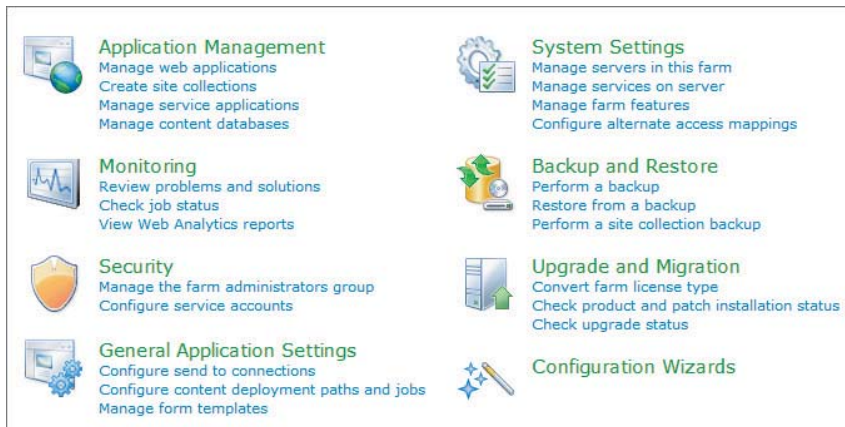 Application Management
Manage web applications
Create site collections
Manage service applications
Manage content databases
Monitoring
Review problems and solutions
Check job status
View Web Analytics reports
Security
Manage the farm administrators group
Configure service accounts
General Application Settings
Configure send to connections
Configure content deployment paths and jobs
Manage form templates
System Settings
Manage servers in this farm
Manage services on server
Manage farm features
Configure alternate access mappings
Backup and Restore
Perform a backup
Restore from a backup
Perform a site collection backup
Upgrade and Migration
Convert farm license type
Check product and patch installation status
Check upgrade status
Configuration Wizards